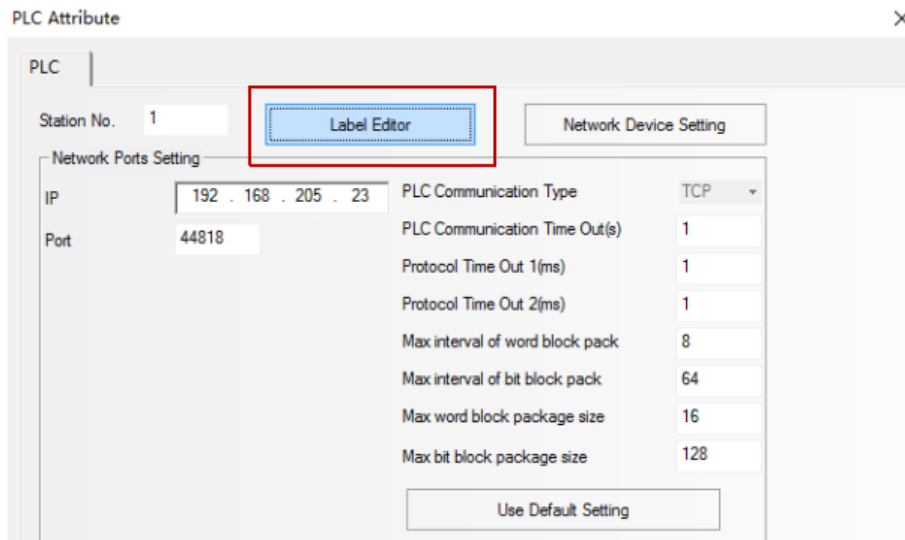 PLC Attribute
PLC
Station No. 1 Label Editor Network Device Setting
Network Ports Setting
IP 192 . 168 . 205 . 23 PLC Communication Type TCP
Port 44818 PLC Communication Time Out(s) 1
Protocol Time Out 1(ms) 1
Protocol Time Out 2(ms) 1
Max interval of word block pack 8
Max interval of bit block pack 64
Max word block package size 16
Max bit block package size 128
Use Default Setting